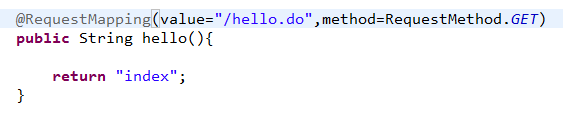 @RequestMapping(value="/hello.do",method=RequestMethod.GET)
public String hello(){
return "index";
}